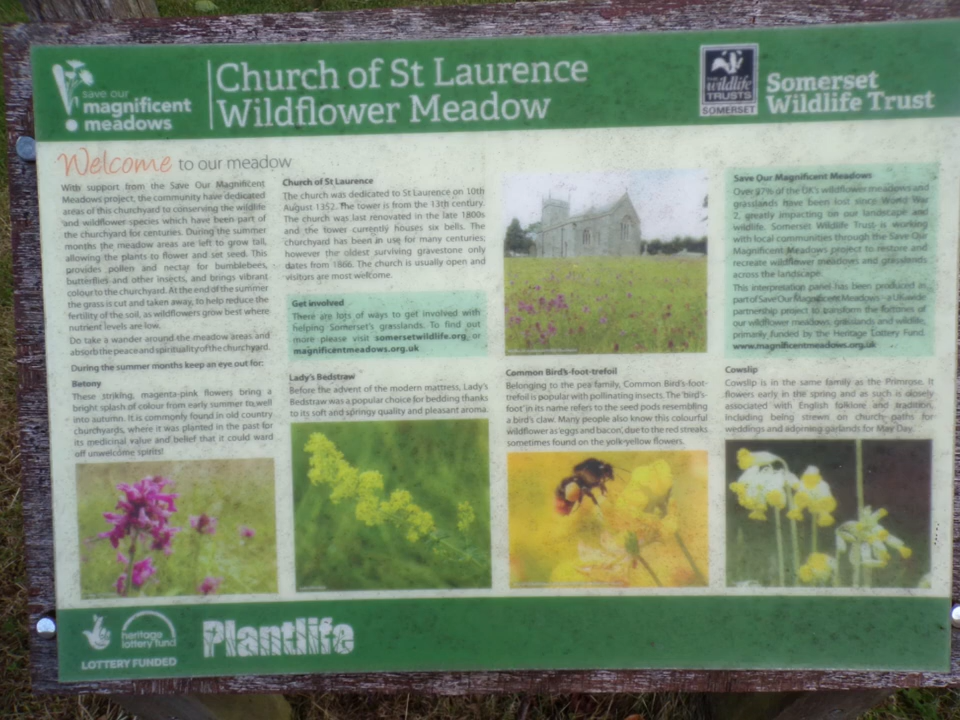 save our
magnificent
meadows
Church of St Laurence
Wildflower Meadow
THE
wildlife
TRUSTS
SOMERSET
Somerset
Wildlife Trust
Welcome to our meadow
With support from the Save Our Magnificent
Meadows project, the community have dedicated
areas of this churchyard to conserving the wildlife
and wildflower species which have been part of
the churchyard for centuries. During the summer
months the meadow areas are left to grow tall,
allowing the plants to flower and set seed. This
provides pollen and nectar for bumblebees,
butterflies and other insects, and brings vibrant
colour to the churchyard. At the end of the summer
the grass is cut and taken away, to help reduce the
fertility of the soil, as wildflowers grow best where
nutrient levels are low.
Do take a wander around the meadow areas and
absorb the peace and spirituality of the churchyard.
During the summer months keep an eye out for:
Betony
These striking, magenta-pink flowers bring a
bright splash of colour from early summer to well
into autumn. It is commonly found in old country
churchyards, where it was planted in the past for
its medicinal value and belief that it could ward
off unwelcome spirits!
Church of St Laurence
The church was dedicated to St Laurence on 10th
August 1352. The tower is from the 13th century.
The church was last renovated in the late 1800s
and the tower currently houses six bells. The
churchyard has been in use for many centuries;
however the oldest surviving gravestone only
dates from 1866. The church is usually open and
visitors are most welcome.
Get involved
There are lots of ways to get involved with
helping Somerset's grasslands. To find out
more please visit somersetwildlife.org, or
magnificentmeadows.org.uk
Lady's Bedstraw
Before the advent of the modern mattress, Lady's
Bedstraw was a popular choice for bedding thanks
to its soft and springy quality and pleasant aroma.
Common Bird's-foot-trefoil
Belonging to the pea family, Common Bird's-foot-
trefoil is popular with pollinating insects. The 'bird's-
foot' in its name refers to the seed pods resembling
a bird's claw. Many people also know this colourful
wildflower as 'eggs and bacon', due to the red streaks
sometimes found on the yolk-yellow flowers.
Save Our Magnificent Meadows
Over 97% of the UK's wildflower meadows and
grasslands have been lost since World War
2, greatly impacting on our landscape and
wildlife. Somerset Wildlife Trust is working
with local communities through the Save Our
Magnificent Meadows project to restore and
recreate wildflower meadows and grasslands
across the landscape.
This interpretation panel has been produced as
part of Save Our Magnificent Meadows - a UK-wide
partnership project to transform the fortunes of
our wildflower meadows, grasslands and wildlife,
primarily funded by the Heritage Lottery Fund.
www.magnificentmeadows.org.uk
Cowslip
Cowslip is in the same family as the Primrose. It
flowers early in the spring and as such is closely
associated with English folklore and tradition,
including being strewn on church paths for
weddings and adorning garlands for May Day.
heritage
lottery fund
LOTTERY FUNDED
Plantlife